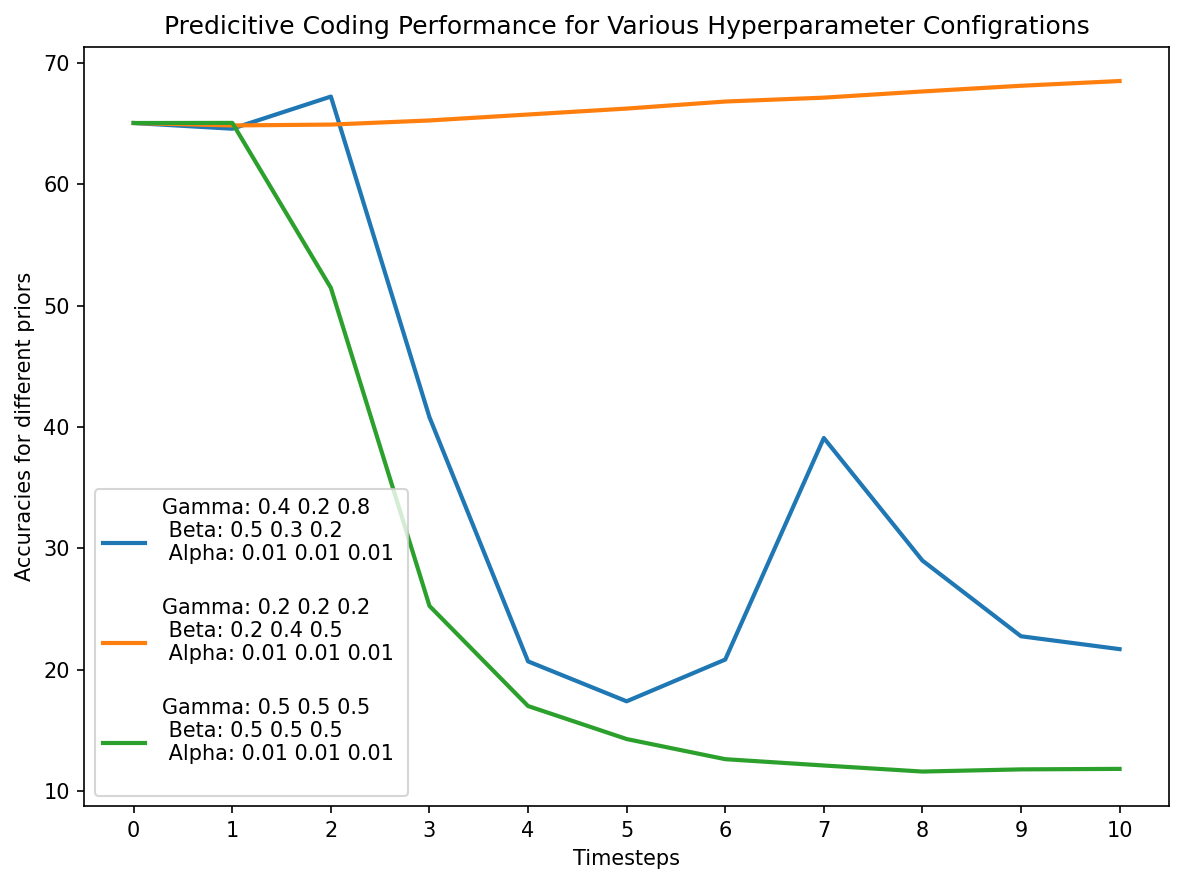 Predicitive Coding Performance for Various Hyperparameter Configrations
Accuracies for different priors
70
60
50
40
30
20
10
Gamma: 0.4 0.2 0.8
Beta: 0.5 0.3 0.2
Alpha: 0.01 0.01 0.01
Gamma: 0.2 0.2 0.2
Beta: 0.2 0.4 0.5
Alpha: 0.01 0.01 0.01
Gamma: 0.5 0.5 0.5
Beta: 0.5 0.5 0.5
Alpha: 0.01 0.01 0.01
0 1 2 3 4 5 6 7 8 9 10
Timesteps